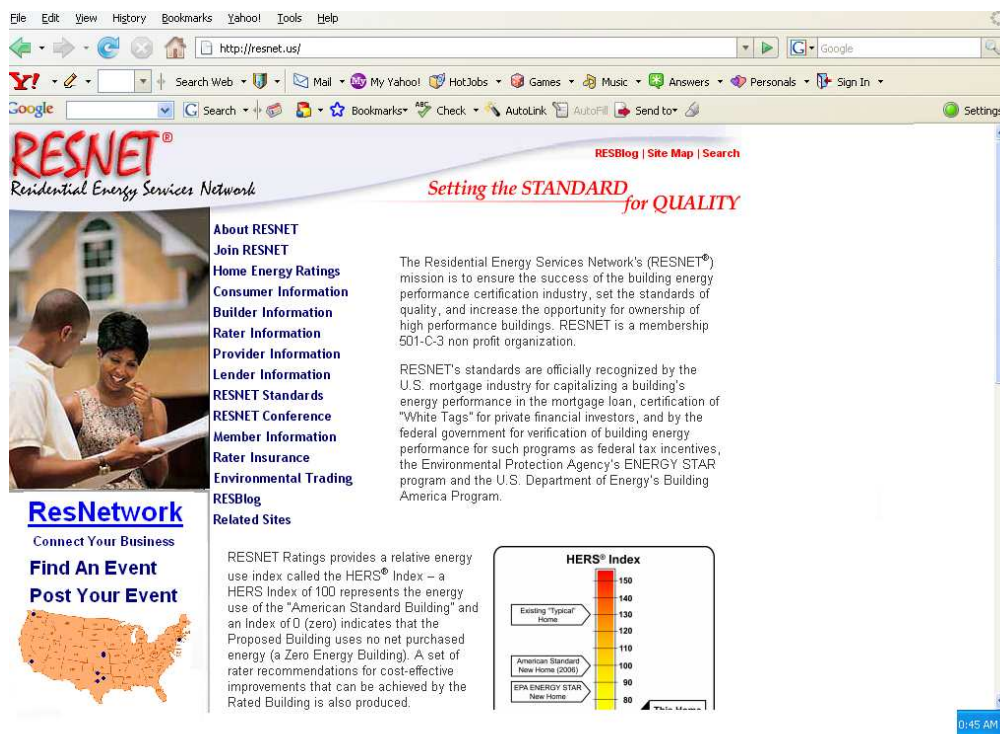 File Edit View History Bookmarks Yahoo! Tools Help
http://resnet.us/
G Google
Y! Search Web Mail My Yahoo! HotJobs Games Music Answers Personals Sign In
Google G Search Bookmarks ABC Check AutoLink AutoFill Send to Settings
RESNET®
Residential Energy Services Network
RESBlog | Site Map | Search
Setting the STANDARD
for QUALITY
About RESNET
Join RESNET
Home Energy Ratings
Consumer Information
Builder Information
Rater Information
Provider Information
Lender Information
RESNET Standards
RESNET Conference
Member Information
Rater Insurance
Environmental Trading
RESBlog
Related Sites
The Residential Energy Services Network's (RESNET®)
mission is to ensure the success of the building energy
performance certification industry, set the standards of
quality, and increase the opportunity for ownership of
high performance buildings. RESNET is a membership
501-C-3 non profit organization.
RESNET's standards are officially recognized by the
U.S. mortgage industry for capitalizing a building's
energy performance in the mortgage loan, certification of
"White Tags" for private financial investors, and by the
federal government for verification of building energy
performance for such programs as federal tax incentives,
the Environmental Protection Agency's ENERGY STAR
program and the U.S. Department of Energy's Building
America Program.
ResNetwork
Connect Your Business
Find An Event
Post Your Event
RESNET Ratings provides a relative energy
use index called the HERS® Index – a
HERS Index of 100 represents the energy
use of the "American Standard Building" and
an Index of 0 (zero) indicates that the
Proposed Building uses no net purchased
energy (a Zero Energy Building). A set of
rater recommendations for cost-effective
improvements that can be achieved by the
Rated Building is also produced.
HERS® Index
150
140
Existing "Typical"
Home
130
120
110
American Standard
New Home (2006)
100
90
EPA ENERGY STAR
New Home
80
This Home
0:45 AM